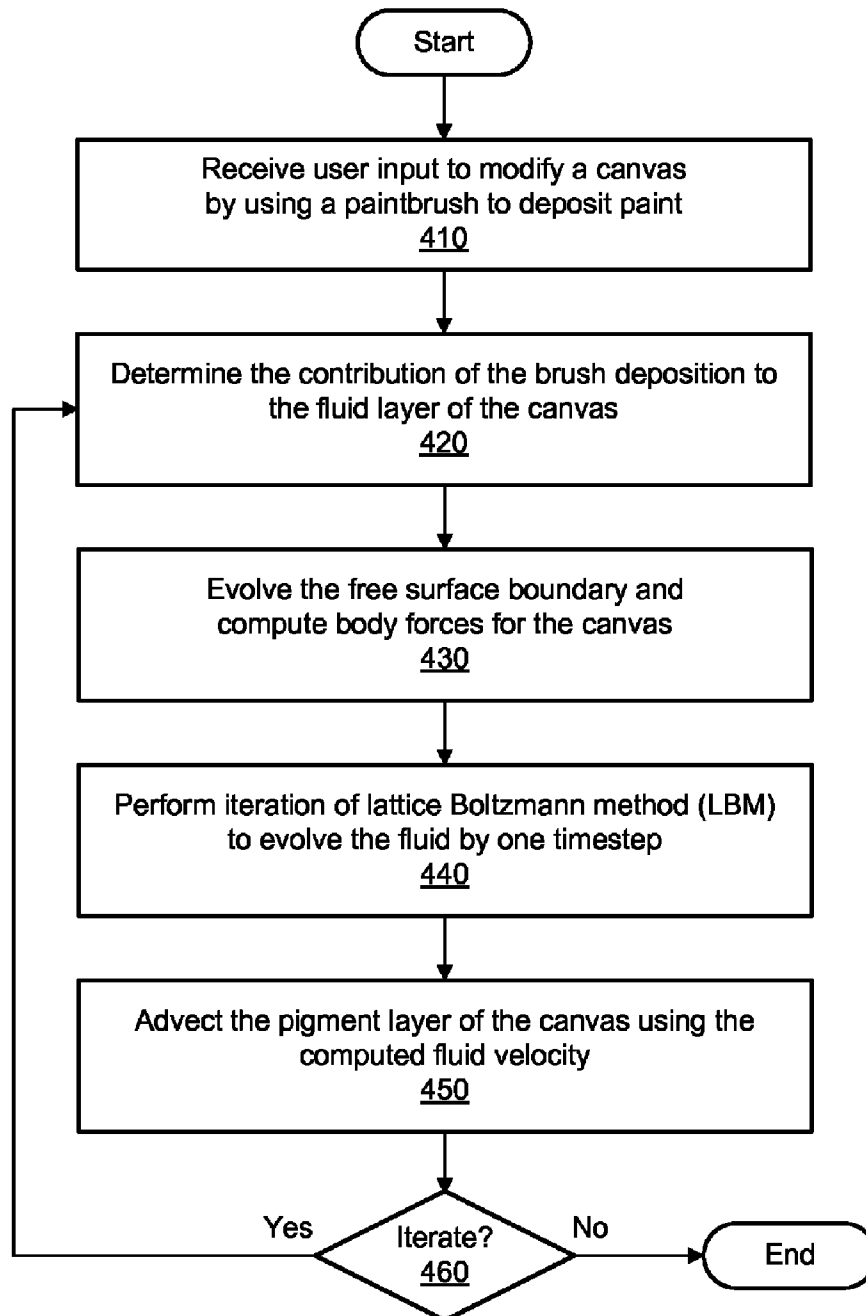 Start
Receive user input to modify a canvas
by using a paintbrush to deposit paint
410
Determine the contribution of the brush deposition to
the fluid layer of the canvas
420
Evolve the free surface boundary and
compute body forces for the canvas
430
Perform iteration of lattice Boltzmann method (LBM)
to evolve the fluid by one timestep
440
Advect the pigment layer of the canvas using the
computed fluid velocity
450
Yes
Iterate?
460
No
End